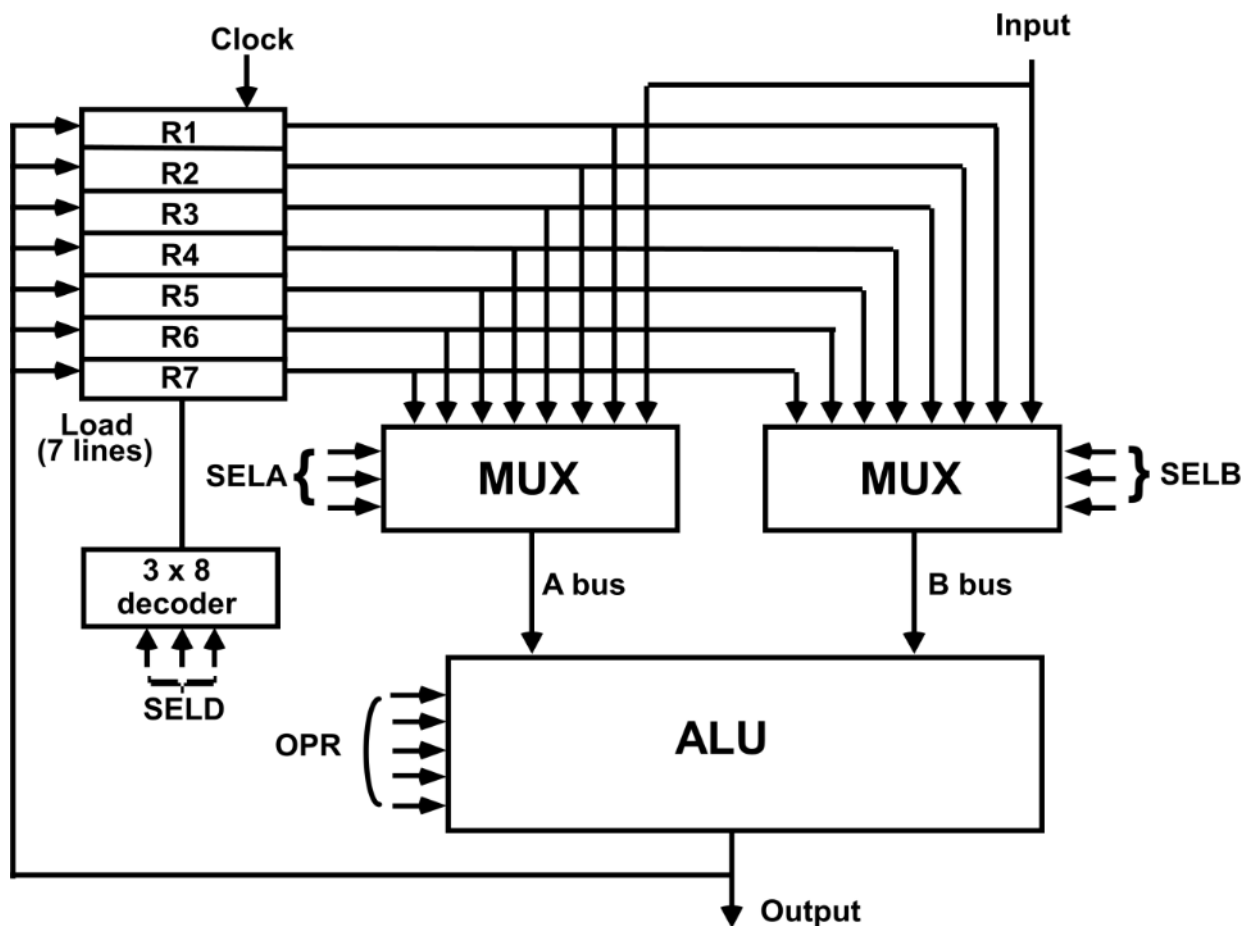 Clock
Input
R1
R2
R3
R4
R5
R6
R7
Load
(7 lines)
SELA {
MUX
MUX
} SELB
3 x 8
decoder
A bus
B bus
SELD
OPR
ALU
Output